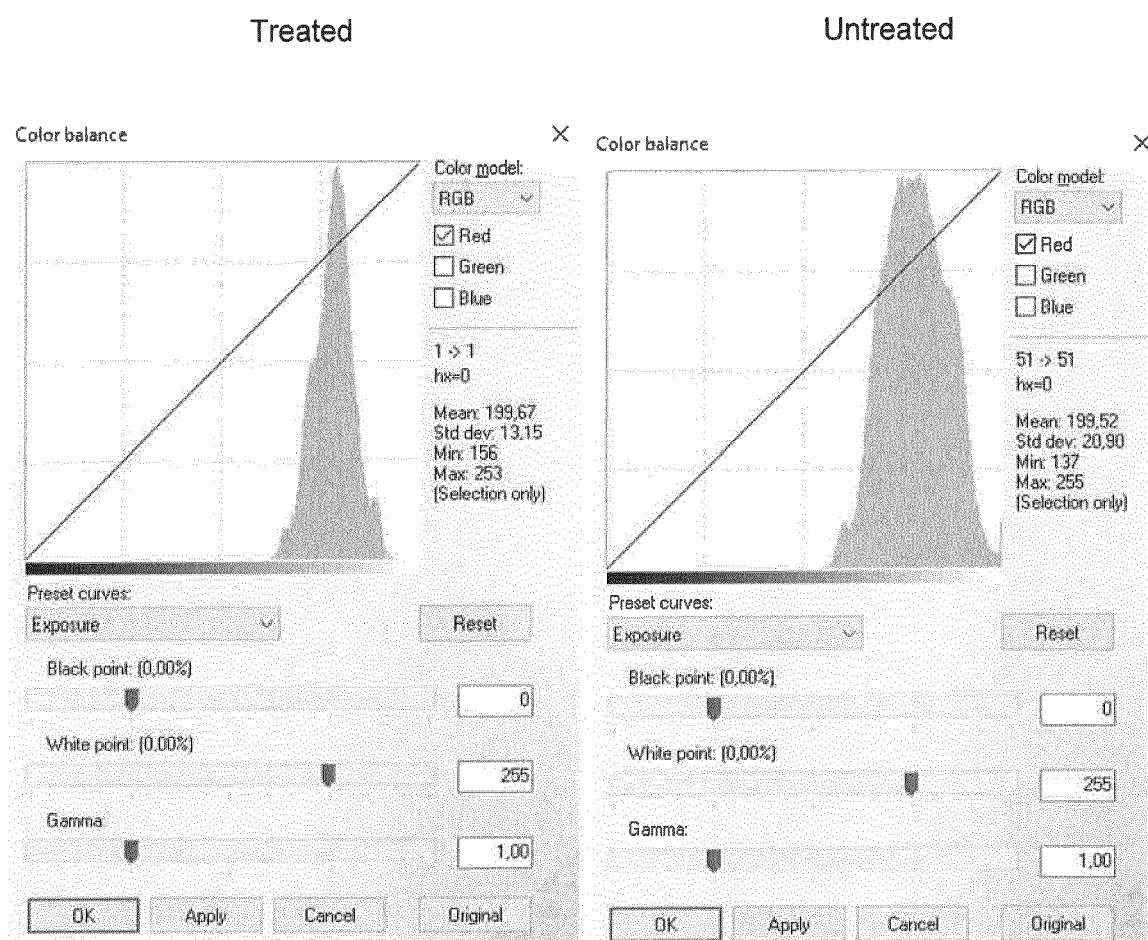 Treated
Untreated
Color balance
Color model:
RGB
Red
Green
Blue
1 -> 1
hx=0
Mean: 199,67
Std dev: 13,15
Min: 156
Max: 253
(Selection only)
Preset curves:
Exposure
Reset
Black point: (0,00%)
0
White point: (0,00%)
255
Gamma:
1,00
OK Apply Cancel Original
Color balance
Color model:
RGB
Red
Green
Blue
51 -> 51
hx=0
Mean: 199,52
Std dev: 20,90
Min: 137
Max: 255
(Selection only)
Preset curves:
Exposure
Reset
Black point: (0,00%)
0
White point: (0,00%)
255
Gamma:
1,00
OK Apply Cancel Original